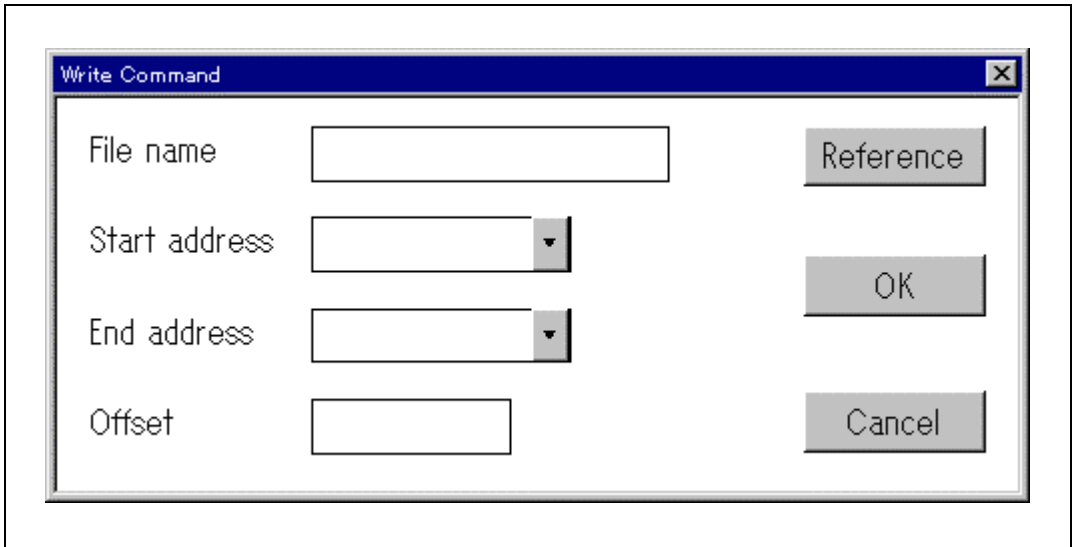 Write Command
File name
Reference
Start address
OK
End address
Offset
Cancel